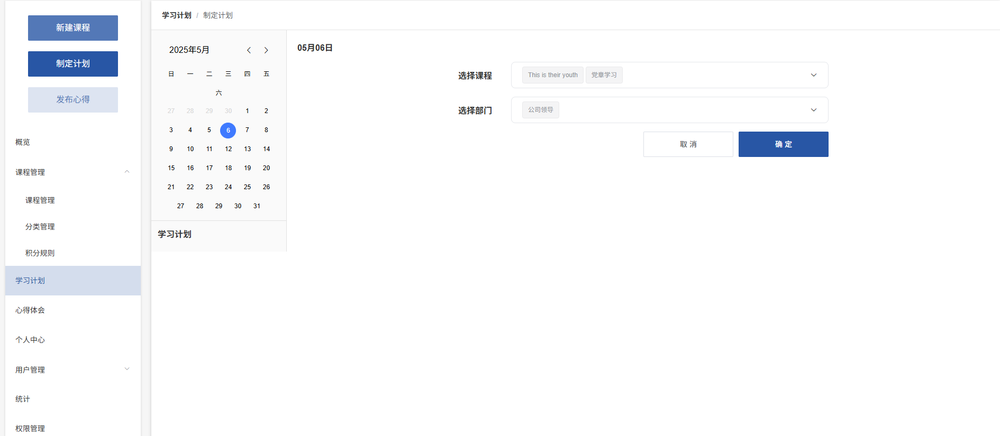 新建课程
制定计划
发布心得
概览
课程管理
课程管理
分类管理
积分规则
学习计划
心得体会
个人中心
用户管理
统计
权限管理
学习计划 / 制定计划
2025年5月
日 一 二 三 四 五
六
27 28 29 30 1 2
3 4 5 6 7 8
9 10 11 12 13 14
15 16 17 18 19 20
21 22 23 24 25 26
27 28 29 30 31
学习计划
05月06日
选择课程 This is their youth 党章学习
选择部门 公司领导
取 消 确 定